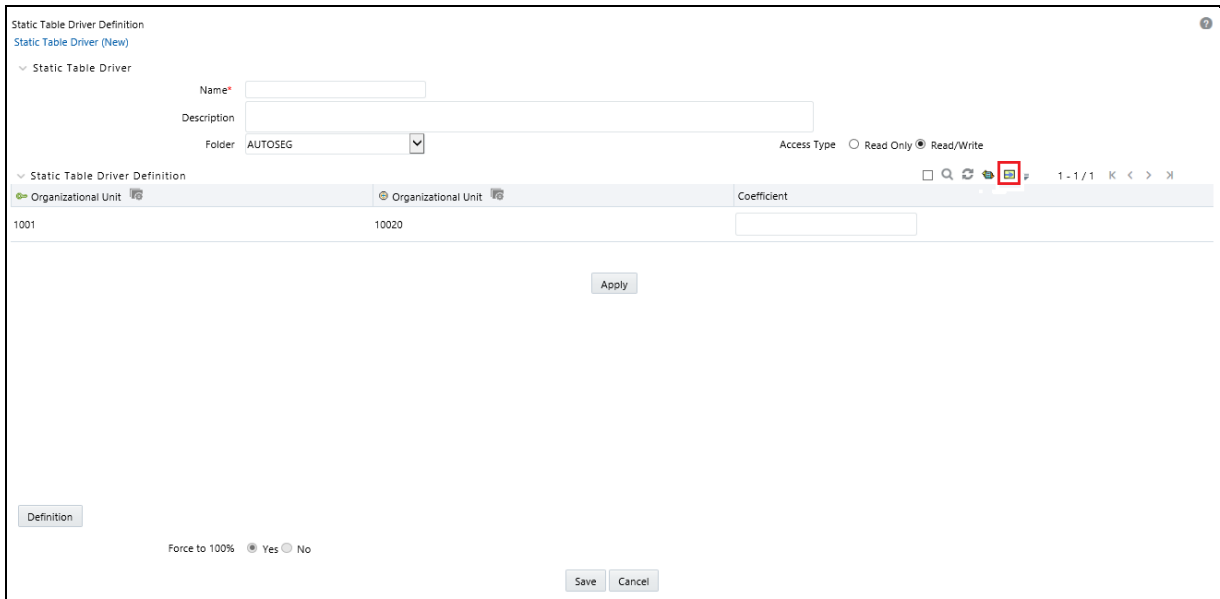 Static Table Driver Definition
Static Table Driver (New)
Static Table Driver
Name*
Description
Folder AUTOSEG Access Type Read Only Read/Write
Static Table Driver Definition 1 - 1 / 1
Organizational Unit Organizational Unit Coefficient
1001 10020
Apply
Definition
Force to 100% Yes No
Save Cancel